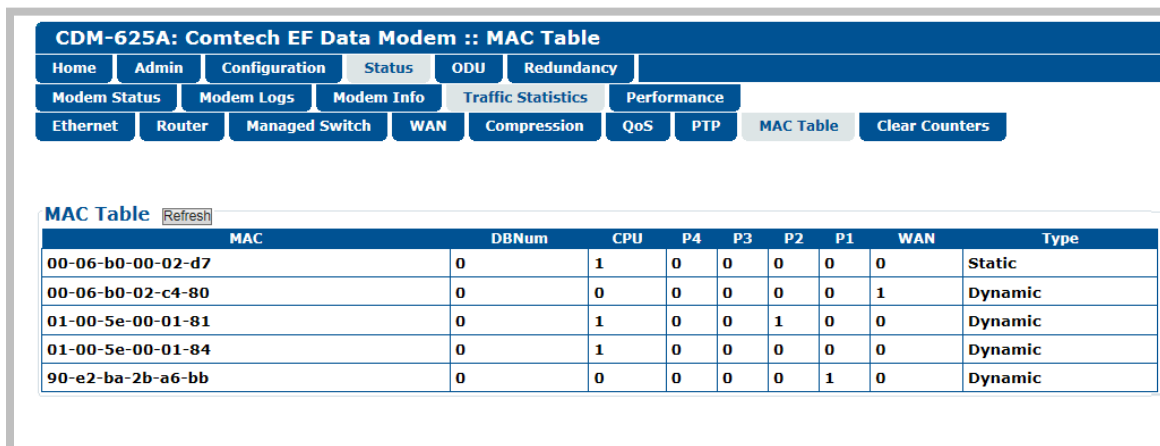 CDM-625A: Comtech EF Data Modem :: MAC Table
Home Admin Configuration Status ODU Redundancy
Modem Status Modem Logs Modem Info Traffic Statistics Performance
Ethernet Router Managed Switch WAN Compression QoS PTP MAC Table Clear Counters
MAC Table Refresh
MAC DBNum CPU P4 P3 P2 P1 WAN Type
00-06-b0-00-02-d7 0 1 0 0 0 0 0 Static
00-06-b0-02-c4-80 0 0 0 0 0 0 1 Dynamic
01-00-5e-00-01-81 0 1 0 0 1 0 0 Dynamic
01-00-5e-00-01-84 0 1 0 0 0 0 0 Dynamic
90-e2-ba-2b-a6-bb 0 0 0 0 0 1 0 Dynamic